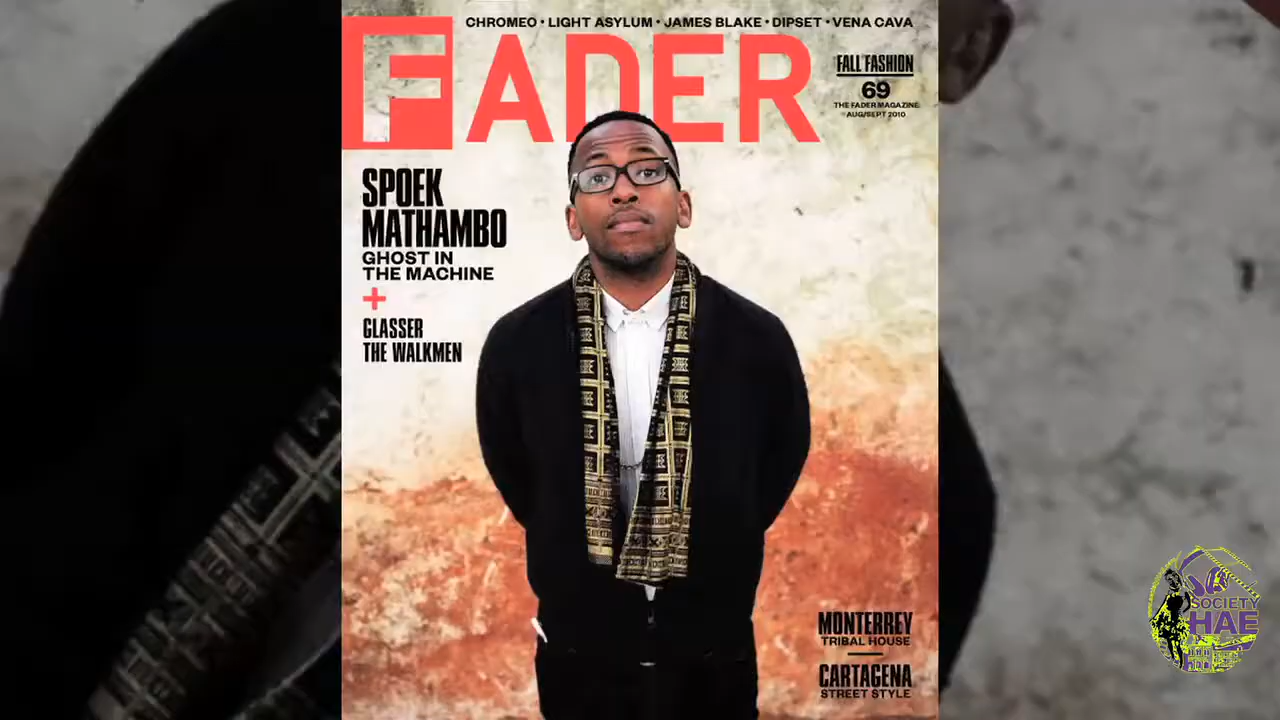 CHROMEO • LIGHT ASYLUM • JAMES BLAKE • DIPSET • VENA CAVA
FADER
FALL FASHION
69
THE FADER MAGAZINE
AUG/SEPT 2010
SPOEK
MATHAMBO
GHOST IN
THE MACHINE
+
GLASSER
THE WALKMEN
MONTERREY
TRIBAL HOUSE
CARTAGENA
STREET STYLE
SOCIETY
HAE